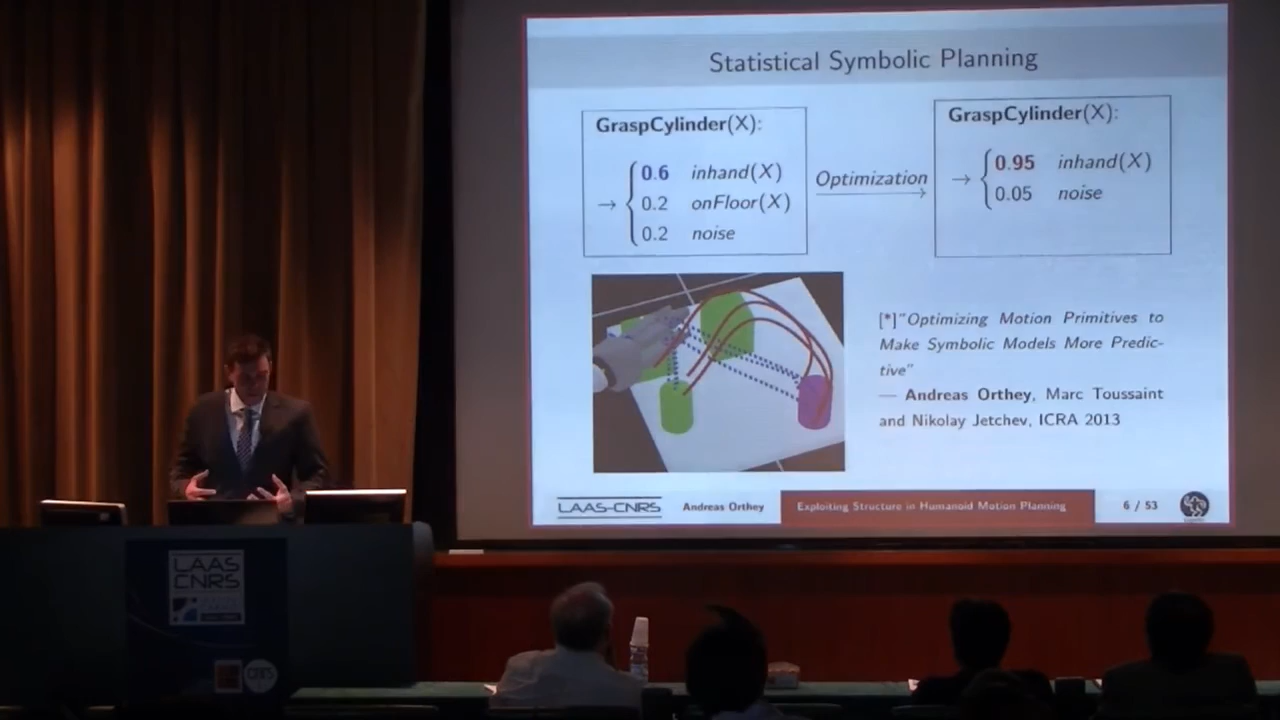 Statistical Symbolic Planning
GraspCylinder(X):
→ { 0.6 inhand(X)
0.2 onFloor(X)
0.2 noise
Optimization
GraspCylinder(X):
→ { 0.95 inhand(X)
0.05 noise
[*]"Optimizing Motion Primitives to
Make Symbolic Models More Predic-
tive"
— Andreas Orthey, Marc Toussaint
and Nikolay Jetchev, ICRA 2013
LAAS-CNRS Andreas Orthey Exploiting Structure in Humanoid Motion Planning 6 / 53
LAAS
CNRS
CNRS